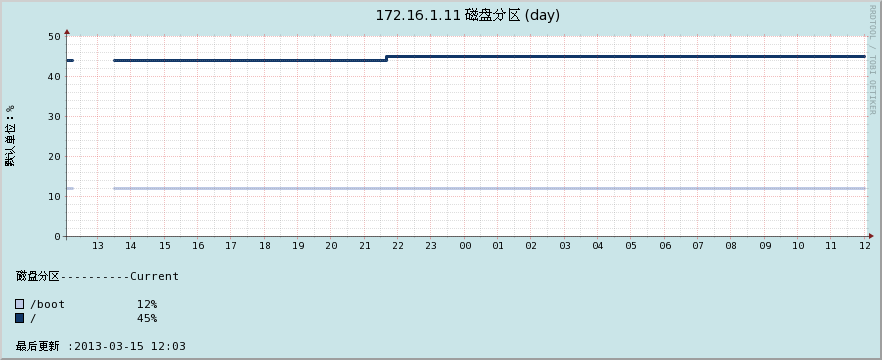 172.16.1.11 磁盘分区 (day)
RRDTOOL / TOBI OETIKER
默认单位：%
50
40
30
20
10
0
13 14 15 16 17 18 19 20 21 22 23 00 01 02 03 04 05 06 07 08 09 10 11 12
磁盘分区----------Current
/boot 12%
/ 45%
最后更新 :2013-03-15 12:03